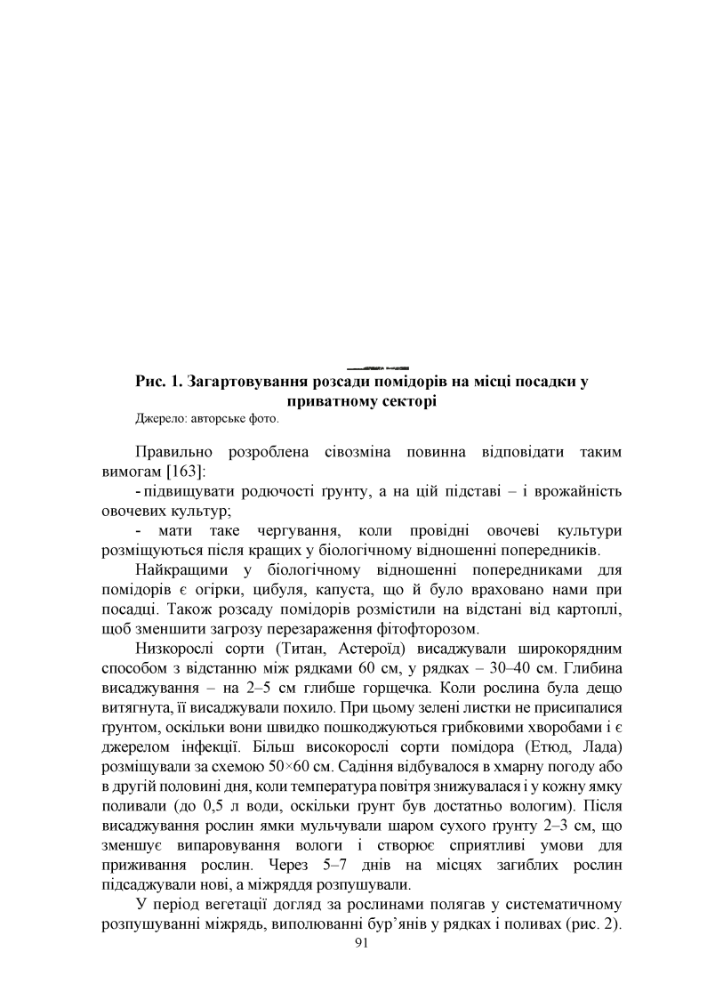 Рис. 1. Загартовування розсади помідорів на місці посадки у
приватному секторі
Джерело: авторське фото.
Правильно розроблена сівозміна повинна відповідати таким
вимогам [163]:
- підвищувати родючості ґрунту, а на цій підставі – і врожайність
овочевих культур;
- мати таке чергування, коли провідні овочеві культури
розміщуються після кращих у біологічному відношенні попередників.
Найкращими у біологічному відношенні попередниками для
помідорів є огірки, цибуля, капуста, що й було враховано нами при
посадці. Також розсаду помідорів розмістили на відстані від картоплі,
щоб зменшити загрозу перезараження фітофторозом.
Низкорослі сорти (Титан, Астероїд) висаджували широкорядним
способом з відстанню між рядками 60 см, у рядках – 30–40 см. Глибина
висаджування – на 2–5 см глибше горщечка. Коли рослина була дещо
витягнута, її висаджували похило. При цьому зелені листки не присипалися
ґрунтом, оскільки вони швидко пошкоджуються грибковими хворобами і є
джерелом інфекції. Більш високорослі сорти помідора (Етюд, Лада)
розміщували за схемою 50×60 см. Садіння відбувалося в хмарну погоду або
в другій половині дня, коли температура повітря знижувалася і у кожну ямку
поливали (до 0,5 л води, оскільки ґрунт був достатньо вологим). Після
висаджування рослин ямки мульчували шаром сухого ґрунту 2–3 см, що
зменшує випаровування вологи і створює сприятливі умови для
приживання рослин. Через 5–7 днів на місцях загиблих рослин
підсаджували нові, а міжряддя розпушували.
У період вегетації догляд за рослинами полягав у систематичному
розпушуванні міжрядь, виполюванні бур’янів у рядках і поливах (рис. 2).
91